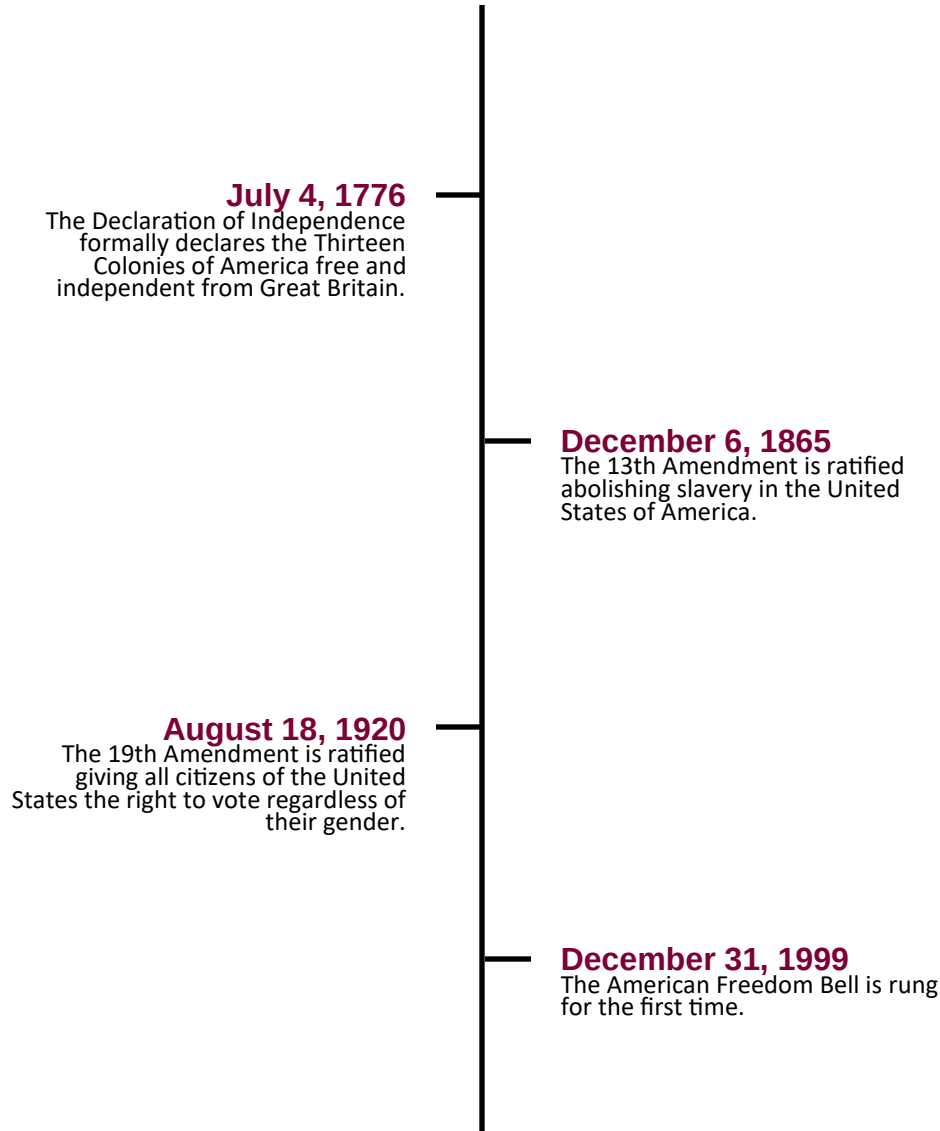 July 4, 1776
The Declaration of Independence
formally declares the Thirteen
Colonies of America free and
independent from Great Britain.
December 6, 1865
The 13th Amendment is ratified
abolishing slavery in the United
States of America.
August 18, 1920
The 19th Amendment is ratified
giving all citizens of the United
States the right to vote regardless of
their gender.
December 31, 1999
The American Freedom Bell is rung
for the first time.